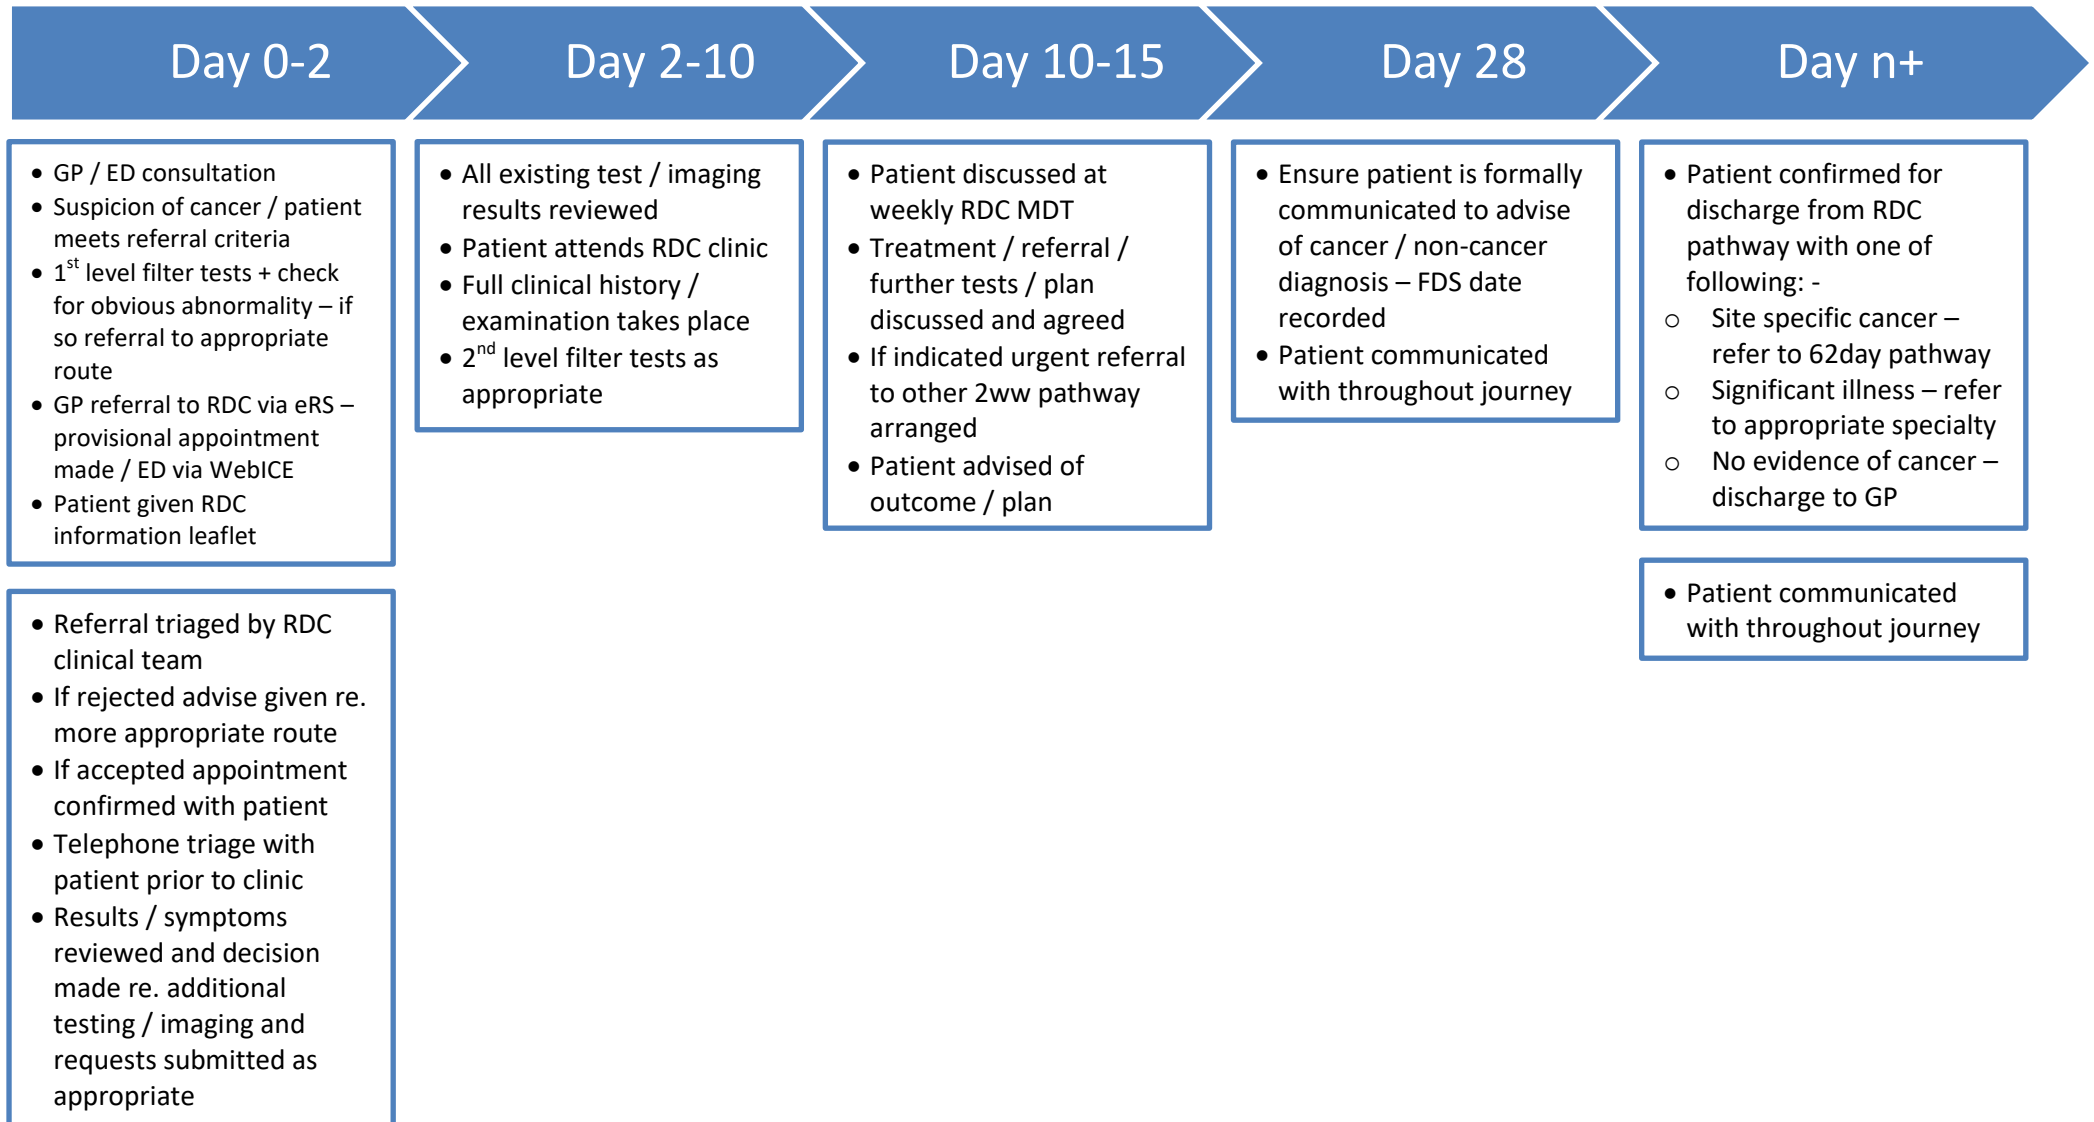 Day 0-2
Day 2-10
Day 10-15
Day 28
Day n+
• GP / ED consultation
• Suspicion of cancer / patient
meets referral criteria
• 1st level filter tests + check
for obvious abnormality – if
so referral to appropriate
route
• GP referral to RDC via eRS –
provisional appointment
made / ED via WebICE
• Patient given RDC
information leaflet
• Referral triaged by RDC
clinical team
• If rejected advise given re.
more appropriate route
• If accepted appointment
confirmed with patient
• Telephone triage with
patient prior to clinic
• Results / symptoms
reviewed and decision
made re. additional
testing / imaging and
requests submitted as
appropriate
• All existing test / imaging
results reviewed
• Patient attends RDC clinic
• Full clinical history /
examination takes place
• 2nd level filter tests as
appropriate
• Patient discussed at
weekly RDC MDT
• Treatment / referral /
further tests / plan
discussed and agreed
• If indicated urgent referral
to other 2ww pathway
arranged
• Patient advised of
outcome / plan
• Ensure patient is formally
communicated to advise
of cancer / non-cancer
diagnosis – FDS date
recorded
• Patient communicated
with throughout journey
• Patient confirmed for
discharge from RDC
pathway with one of
following: -
o Site specific cancer –
refer to 62day pathway
o Significant illness – refer
to appropriate specialty
o No evidence of cancer –
discharge to GP
• Patient communicated
with throughout journey